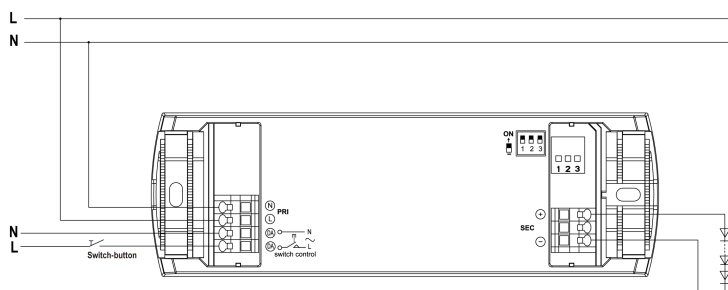 L
N
ON
1 2 3
1 2 3
N
PRI
L
+
SEC
N
DA
N
L
DA
L
−
Switch-button
switch control